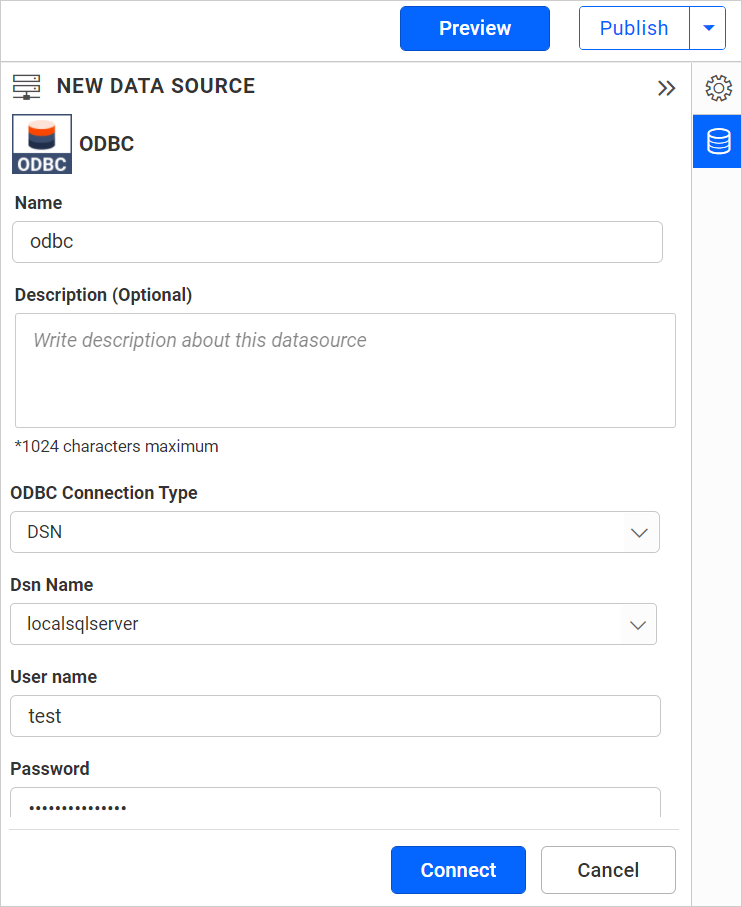 Preview
Publish
NEW DATA SOURCE
ODBC
ODBC
Name
odbc
Description (Optional)
Write description about this datasource
*1024 characters maximum
ODBC Connection Type
DSN
Dsn Name
localsqlserver
User name
test
Password
•••••••••••••••
Connect
Cancel